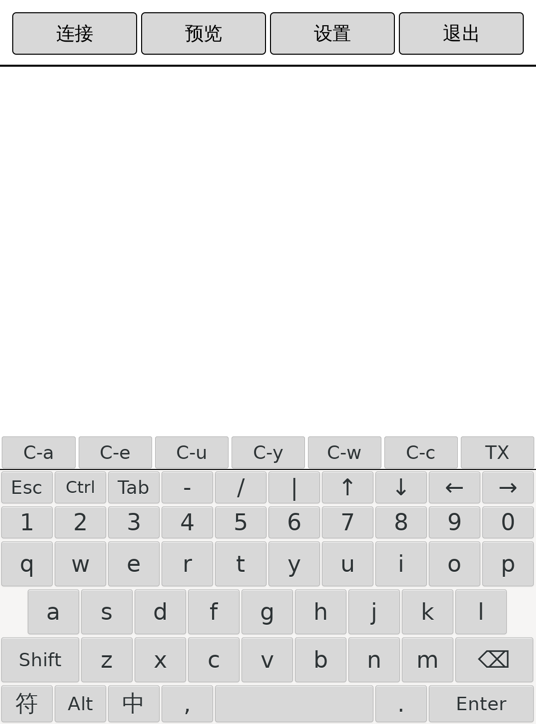 连接 预览 设置 退出
C-a C-e C-u C-y C-w C-c TX
Esc Ctrl Tab - / | ↑ ↓ ← →
1 2 3 4 5 6 7 8 9 0
q w e r t y u i o p
a s d f g h j k l
Shift z x c v b n m ⌫
符 Alt 中 , . Enter